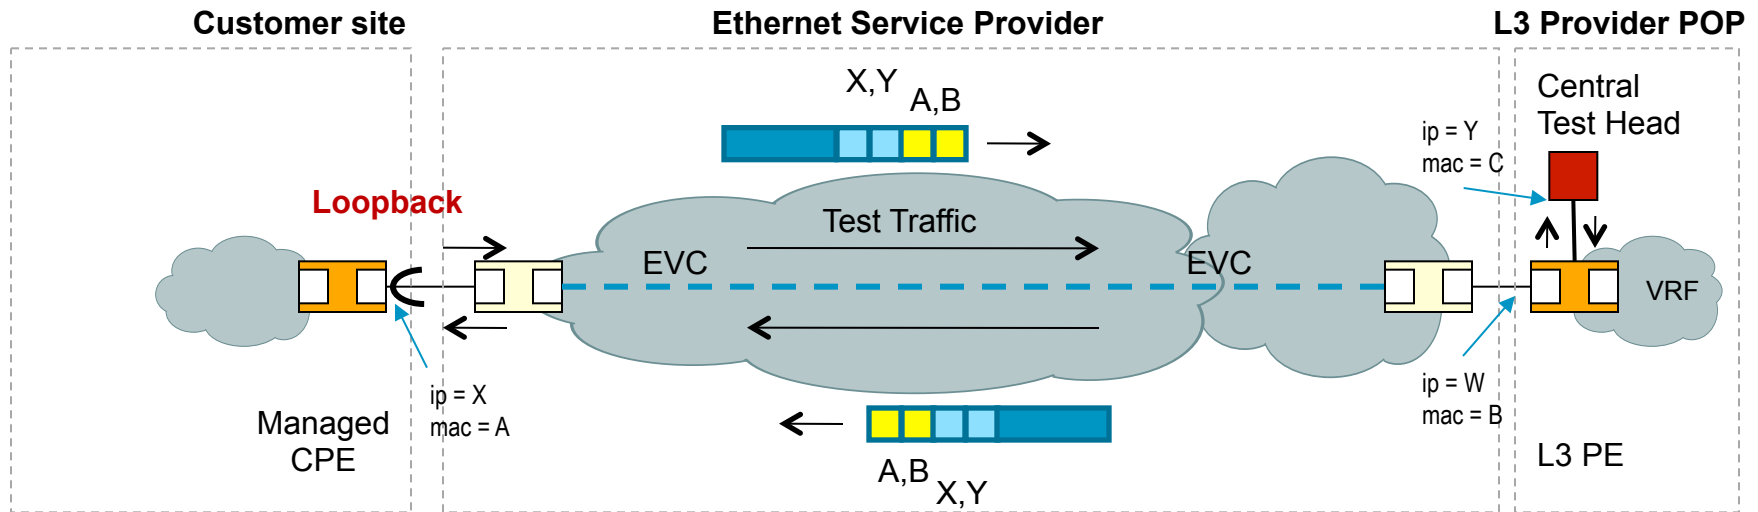 Customer site
Ethernet Service Provider
L3 Provider POP
X,Y
A,B
Central
Test Head
ip = Y
mac = C
Loopback
Test Traffic
EVC
EVC
VRF
ip = X
mac = A
ip = W
mac = B
Managed
CPE
L3 PE
A,B
X,Y